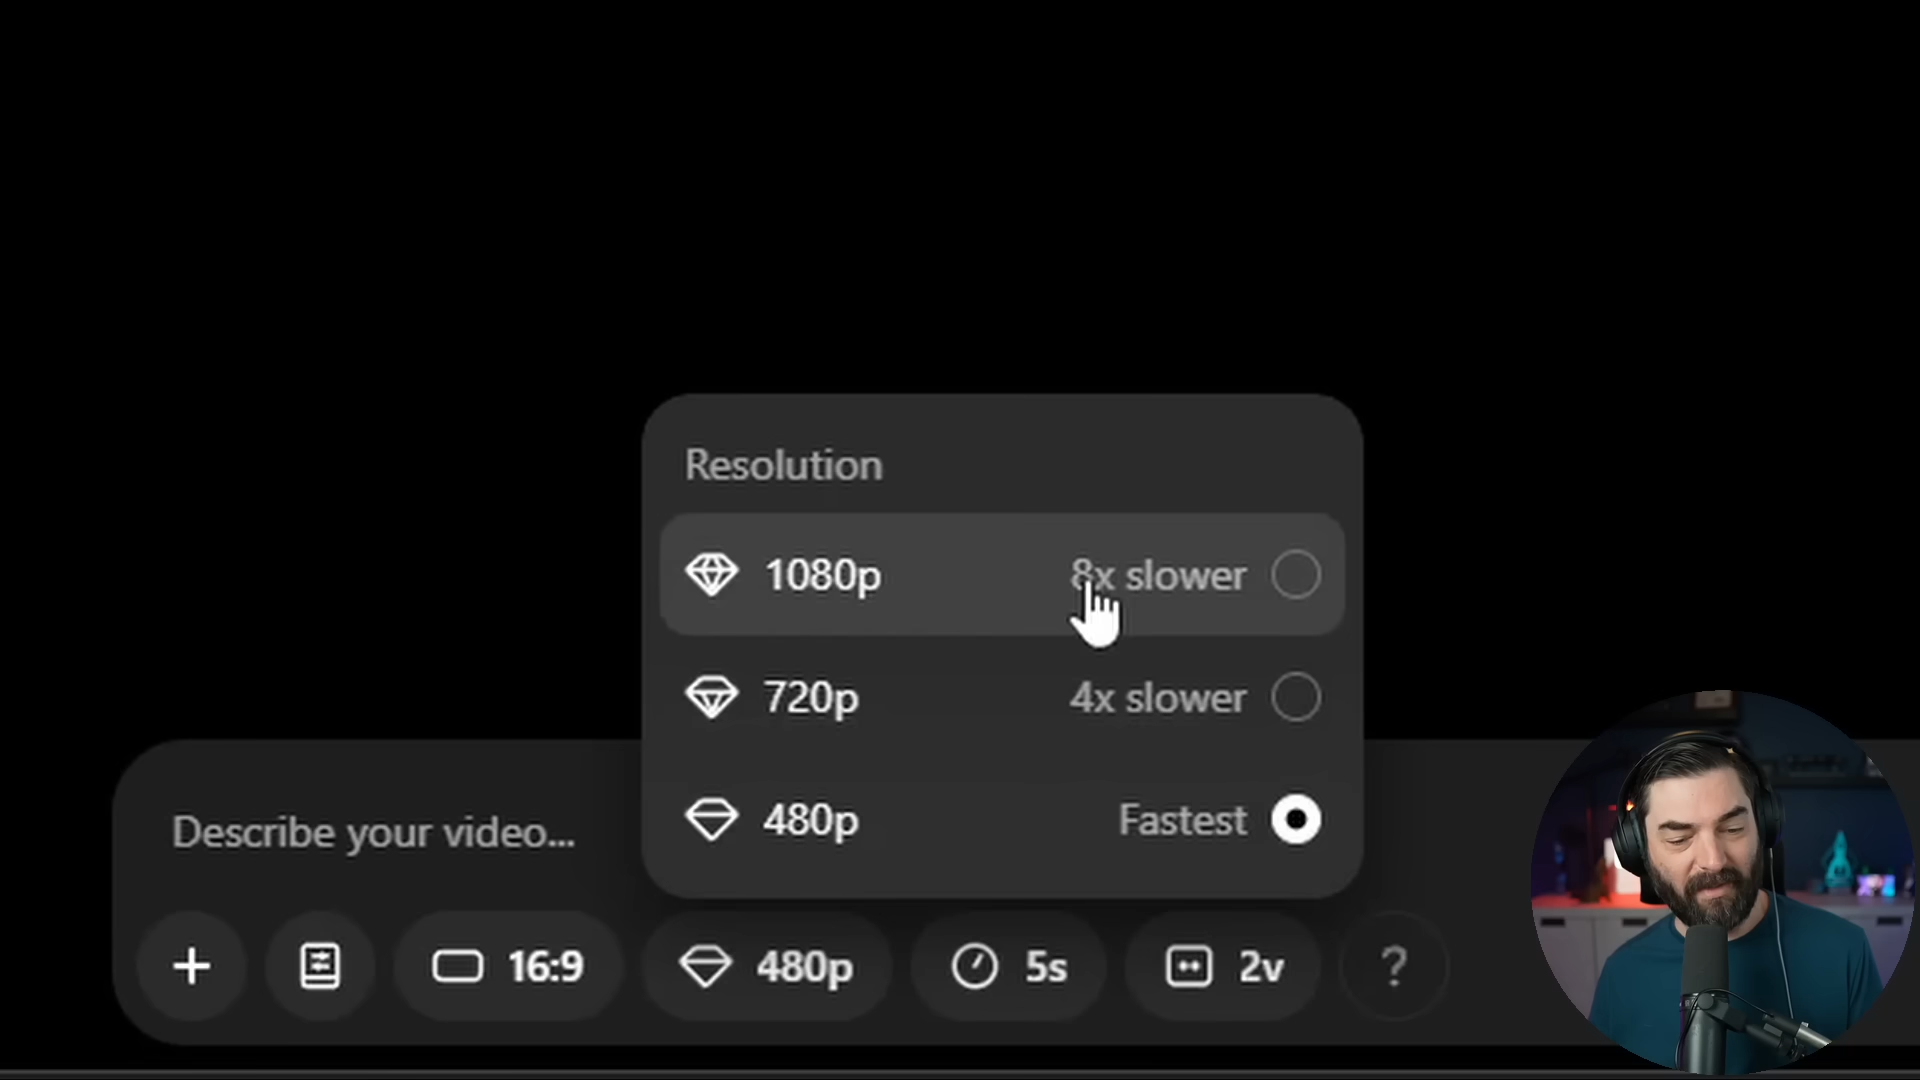 Resolution
1080p 8x slower
720p 4x slower
480p Fastest
Describe your video...
16:9 480p 5s 2v ?